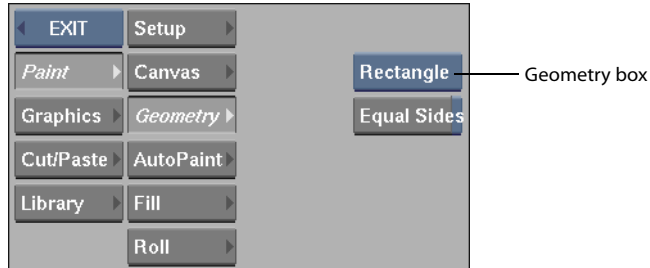 EXIT Setup
Paint Canvas Rectangle Geometry box
Graphics Geometry Equal Sides
Cut/Paste AutoPaint
Library Fill
Roll